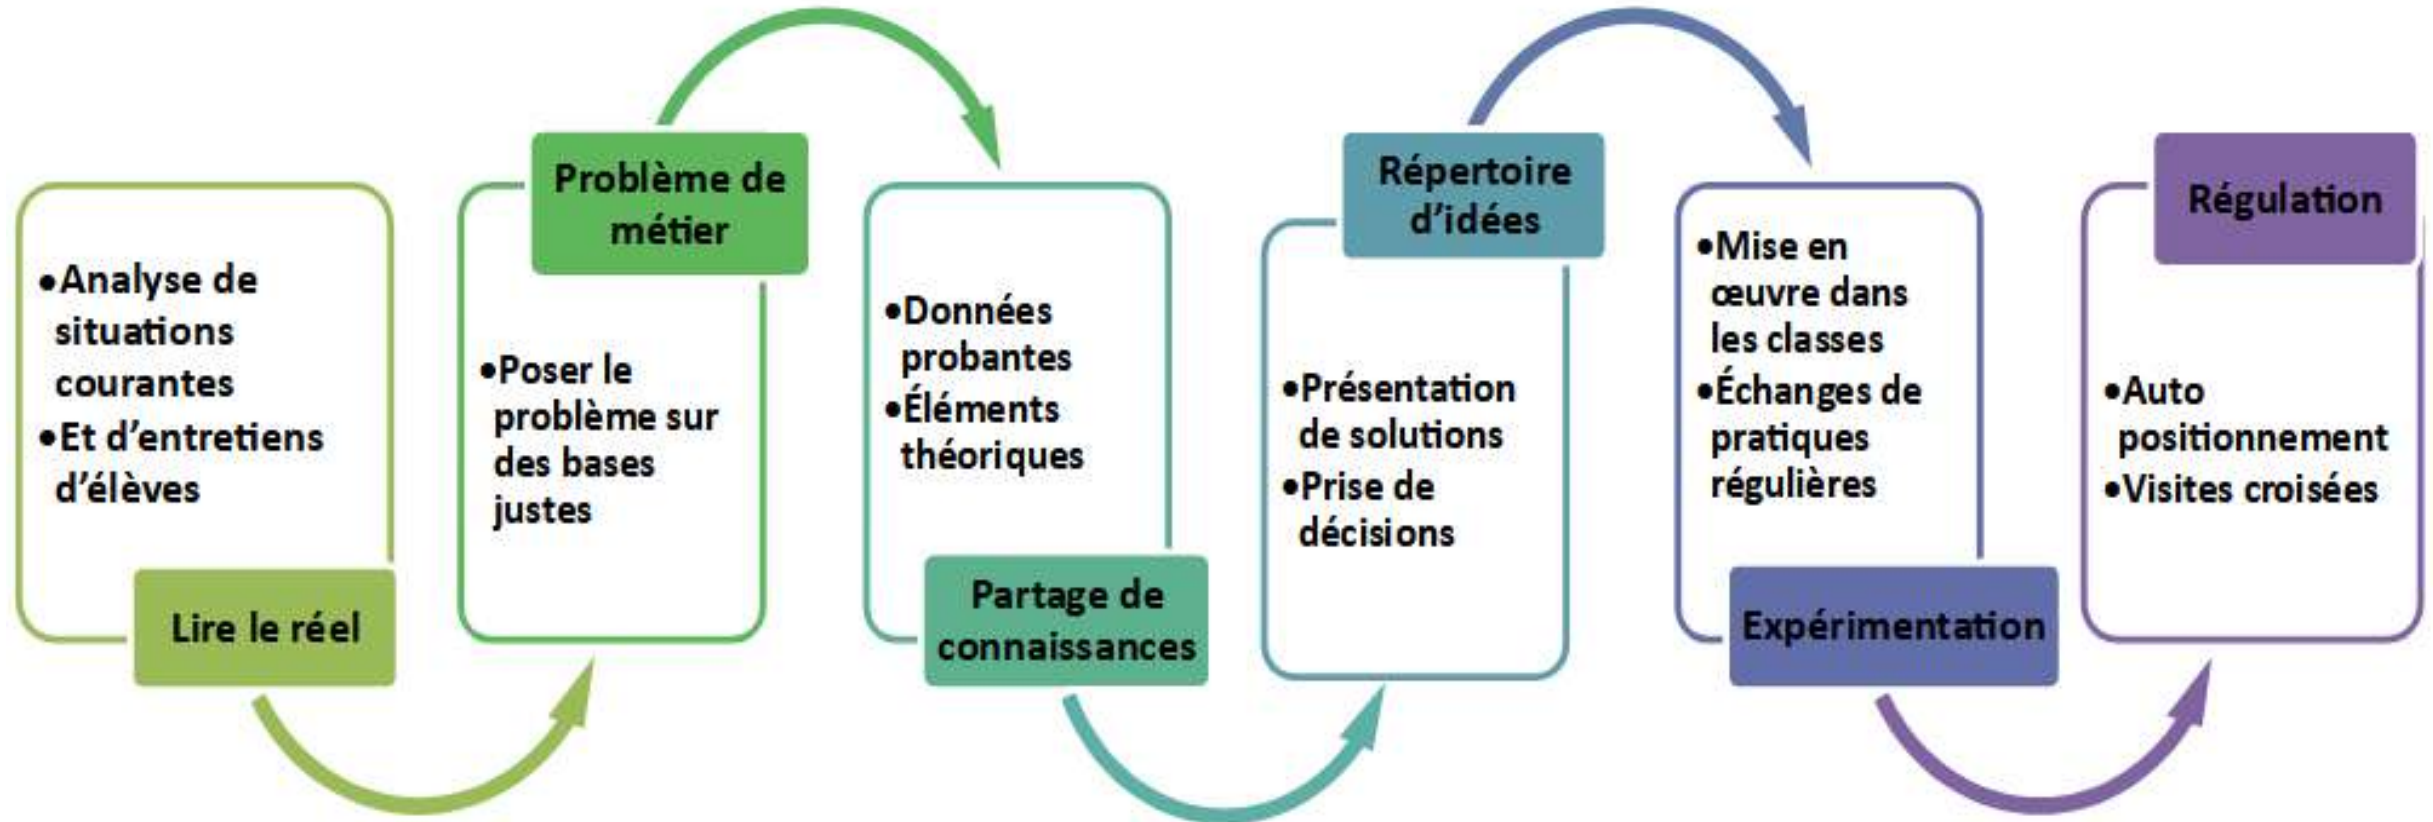 •Analyse de
situations
courantes
•Et d'entretiens
d'élèves
Lire le réel
Problème de
métier
•Poser le
problème sur
des bases
justes
•Données
probantes
•Éléments
théoriques
Partage de
connaissances
Répertoire
d'idées
•Présentation
de solutions
•Prise de
décisions
•Mise en
œuvre dans
les classes
•Échanges de
pratiques
régulières
Expérimentation
Régulation
•Auto
positionnement
•Visites croisées